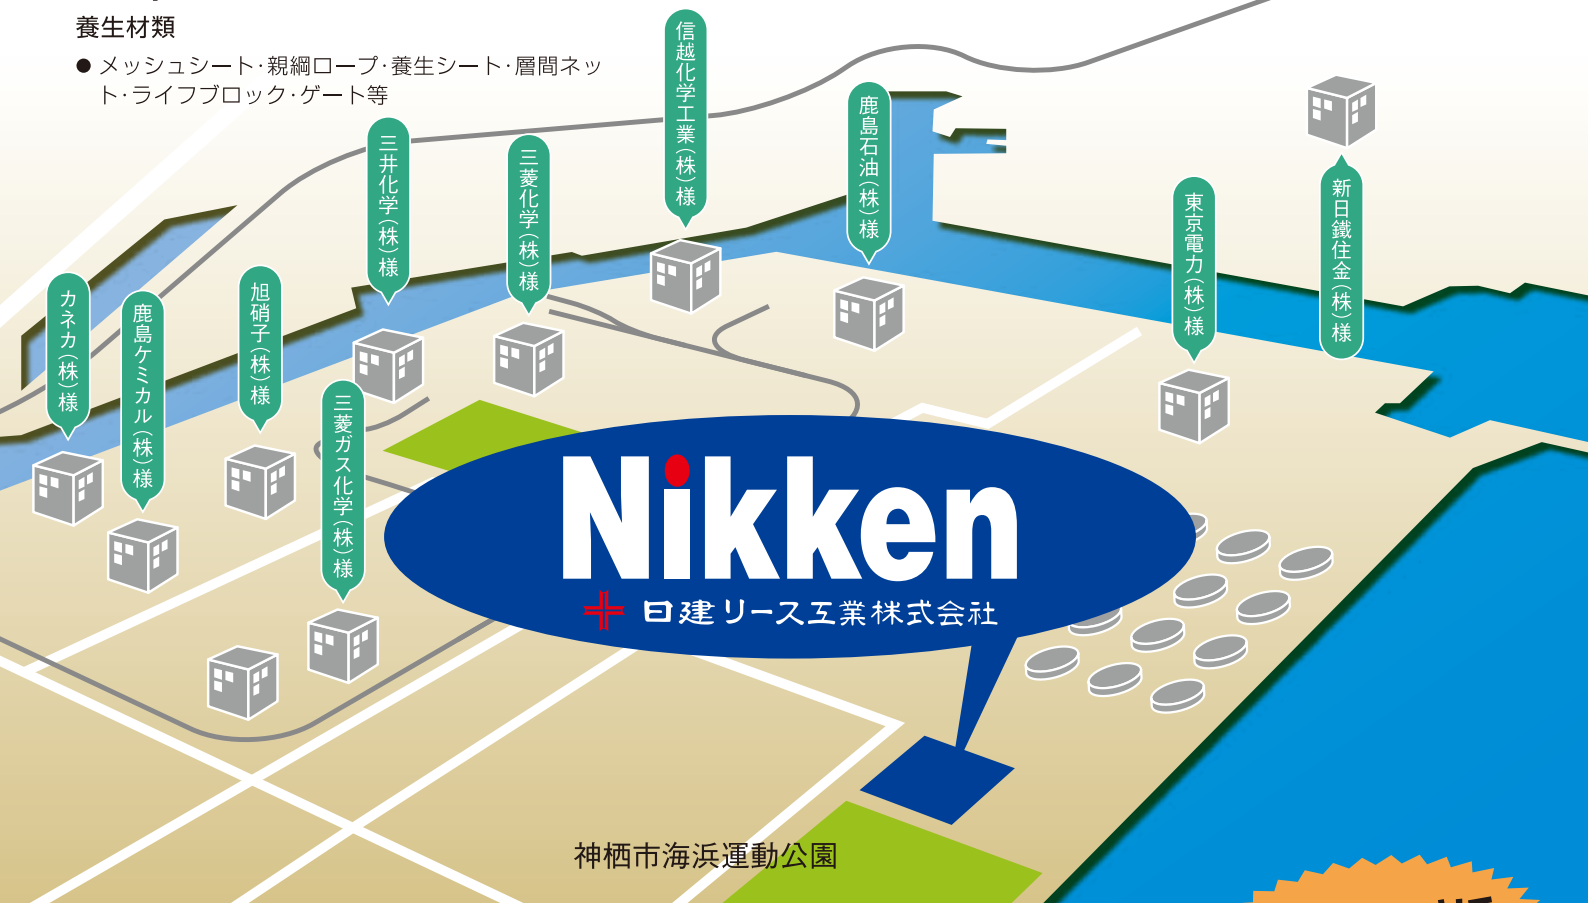 養生材類
● メッシュシート・親綱ロープ・養生シート・層間ネッ
ト・ライフブロック・ゲート等
信越化学工業(株)様
鹿島石油(株)様
三井化学(株)様
三菱化学(株)様
東京電力(株)様
新日鐵住金(株)様
カネカ(株)様
鹿島ケミカル(株)様
旭硝子(株)様
三菱ガス化学(株)様
Nikken
日建リース工業株式会社
神栖市海浜運動公園